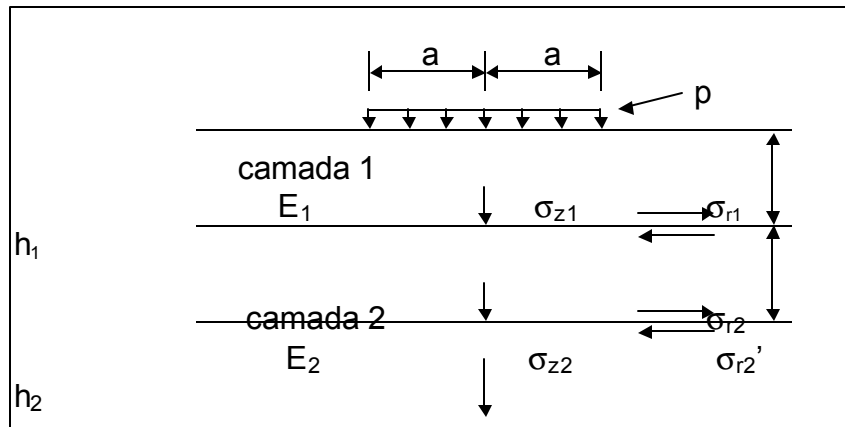 a a
p
camada 1
E₁ σz1 σr1
h₁
camada 2 σr2
E₂ σz2 σr2’
h₂